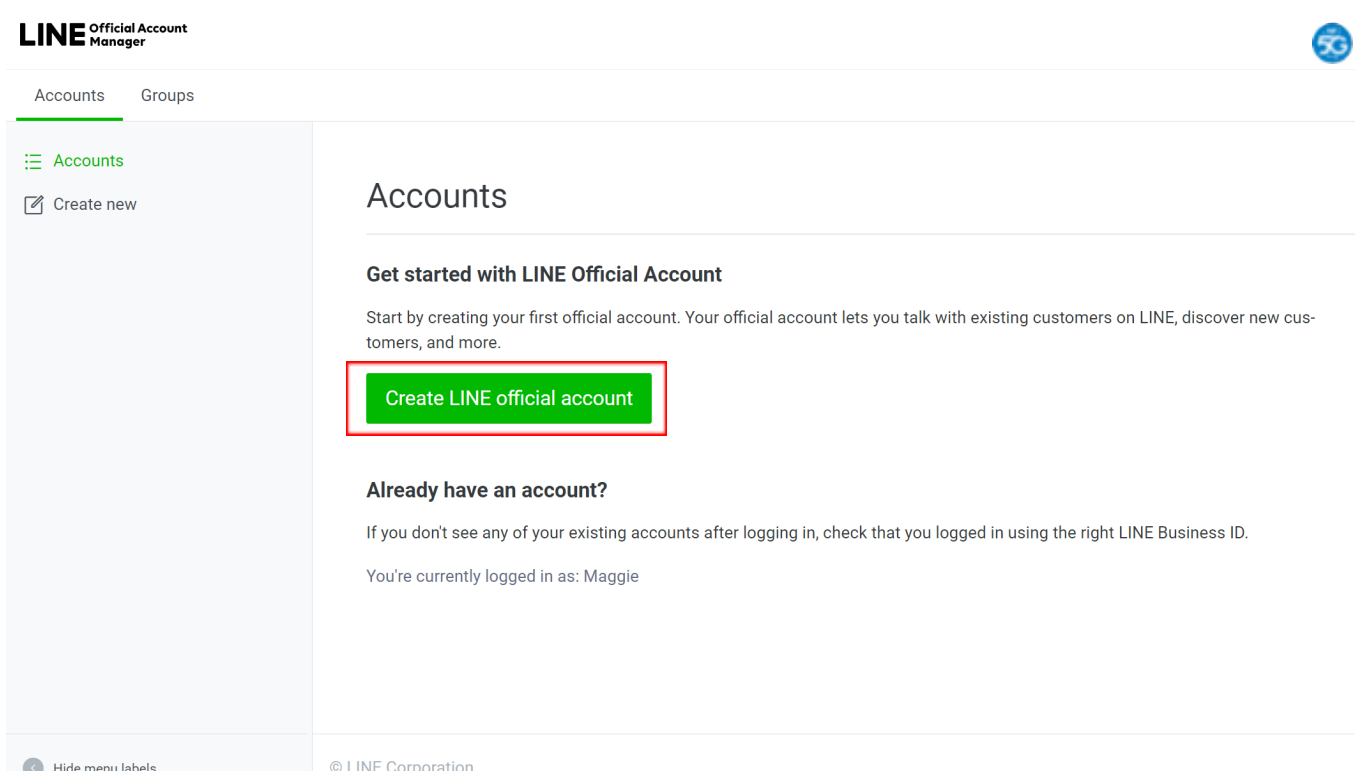 LINE Official Account
Manager
5G
Accounts Groups
Accounts
Create new
Accounts
Get started with LINE Official Account
Start by creating your first official account. Your official account lets you talk with existing customers on LINE, discover new cus-
tomers, and more.
Create LINE official account
Already have an account?
If you don't see any of your existing accounts after logging in, check that you logged in using the right LINE Business ID.
You're currently logged in as: Maggie
Hide menu labels
© LINE Corporation